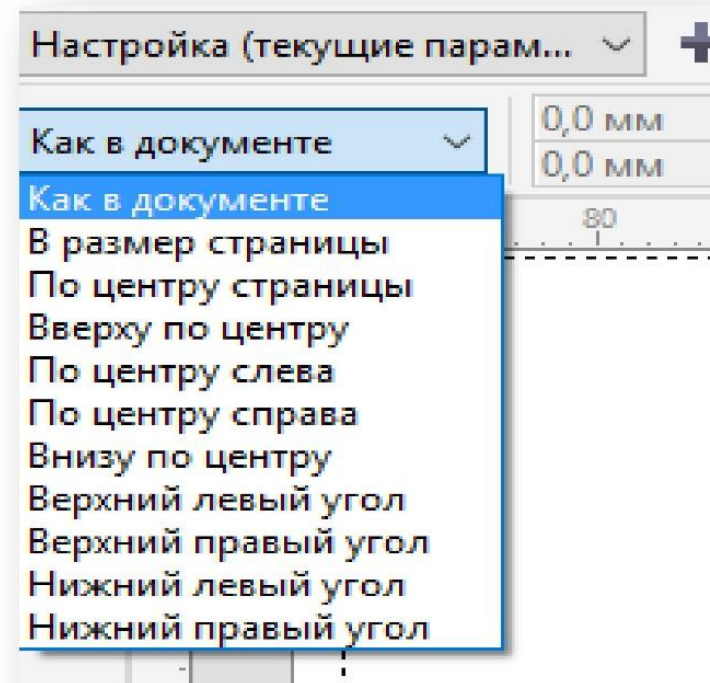 Настройка (текущие парам...
Как в документе
0,0 мм
0,0 мм
80
Как в документе
В размер страницы
По центру страницы
Вверху по центру
По центру слева
По центру справа
Внизу по центру
Верхний левый угол
Верхний правый угол
Нижний левый угол
Нижний правый угол